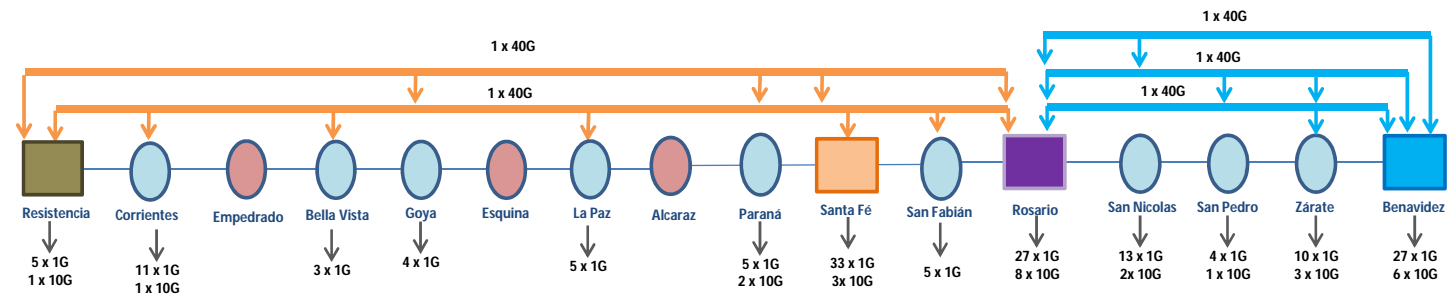 1 x 40G
1 x 40G
1 x 40G
1 x 40G
1 x 40G
Resistencia
Corrientes
Empedrado
Bella Vista
Goya
Esquina
La Paz
Alcaraz
Paraná
Santa Fé
San Fabián
Rosario
San Nicolas
San Pedro
Zárate
Benavidez
5 x 1G
1 x 10G
11 x 1G
1 x 10G
3 x 1G
4 x 1G
5 x 1G
5 x 1G
2 x 10G
33 x 1G
3x 10G
5 x 1G
27 x 1G
8 x 10G
13 x 1G
2x 10G
4 x 1G
1 x 10G
10 x 1G
3 x 10G
27 x 1G
6 x 10G